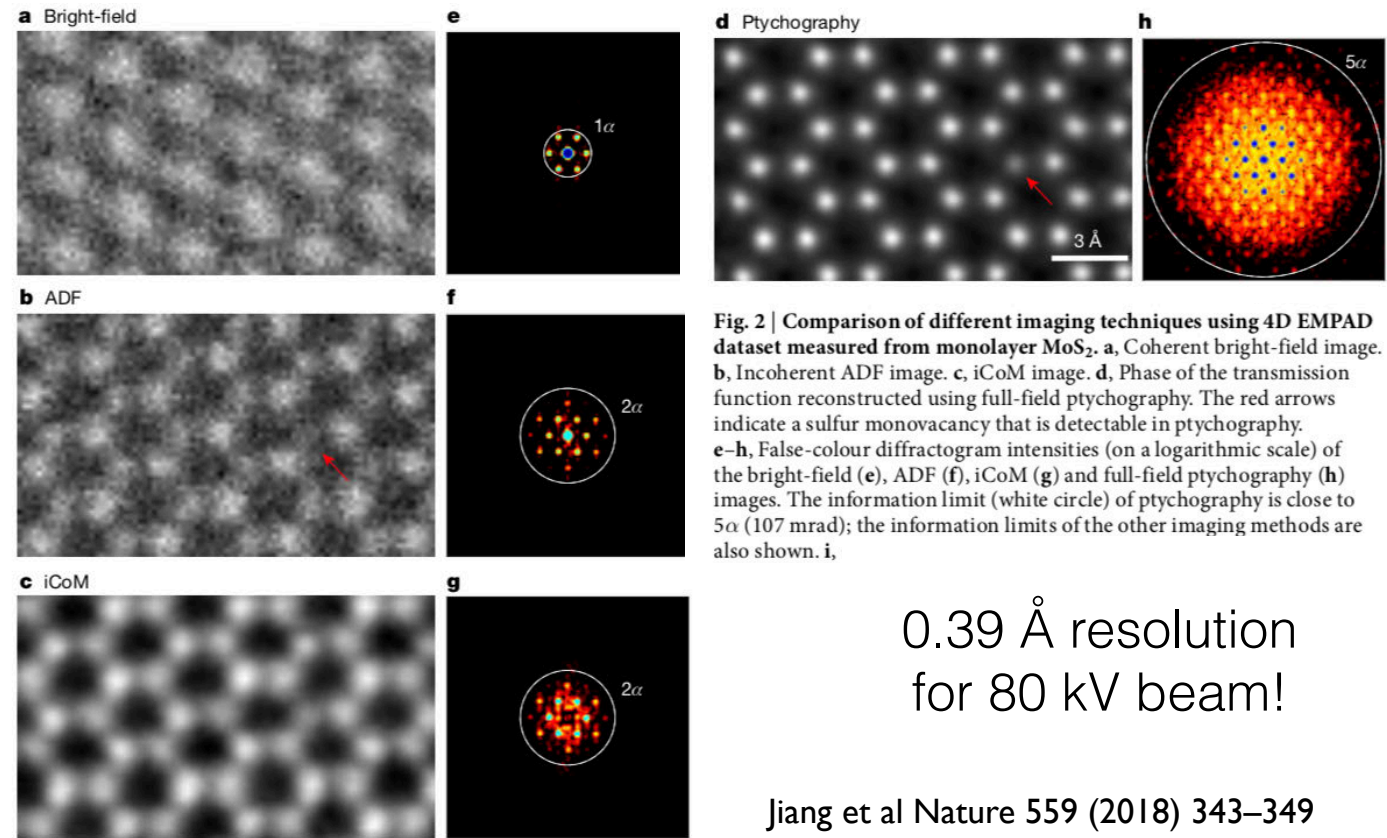 a Bright-field
e
1α
b ADF
f
2α
c iCoM
g
2α
d Ptychography
3 Å
h
5α
Fig. 2 | Comparison of different imaging techniques using 4D EMPAD
dataset measured from monolayer MoS₂. a, Coherent bright-field image.
b, Incoherent ADF image. c, iCoM image. d, Phase of the transmission
function reconstructed using full-field ptychography. The red arrows
indicate a sulfur monovacancy that is detectable in ptychography.
e–h, False-colour diffractogram intensities (on a logarithmic scale) of
the bright-field (e), ADF (f), iCoM (g) and full-field ptychography (h)
images. The information limit (white circle) of ptychography is close to
5α (107 mrad); the information limits of the other imaging methods are
also shown. i,
0.39 Å resolution
for 80 kV beam!
Jiang et al Nature 559 (2018) 343–349